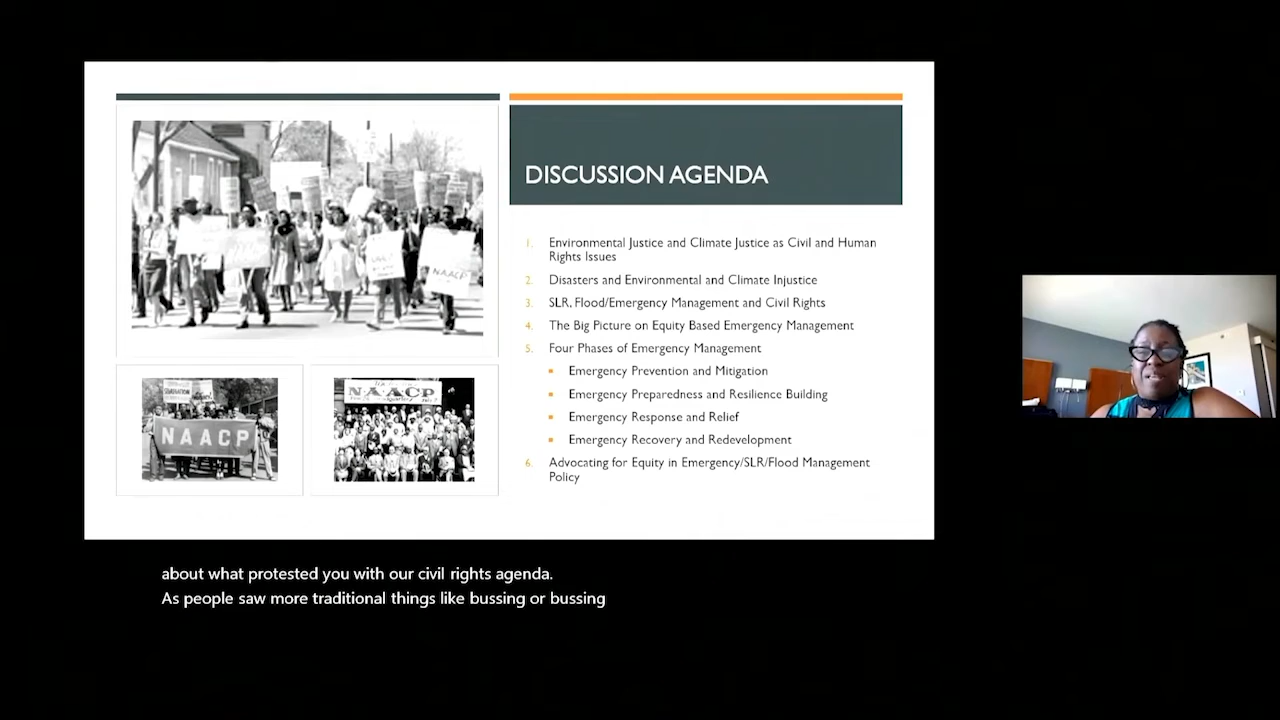 DISCUSSION AGENDA
1. Environmental Justice and Climate Justice as Civil and Human
Rights Issues
2. Disasters and Environmental and Climate Injustice
3. SLR, Flood/Emergency Management and Civil Rights
4. The Big Picture on Equity Based Emergency Management
5. Four Phases of Emergency Management
Emergency Prevention and Mitigation
Emergency Preparedness and Resilience Building
Emergency Response and Relief
Emergency Recovery and Redevelopment
6. Advocating for Equity in Emergency/SLR/Flood Management
Policy
NAACP
NAACP
NAACP
about what protested you with our civil rights agenda.
As people saw more traditional things like bussing or bussing